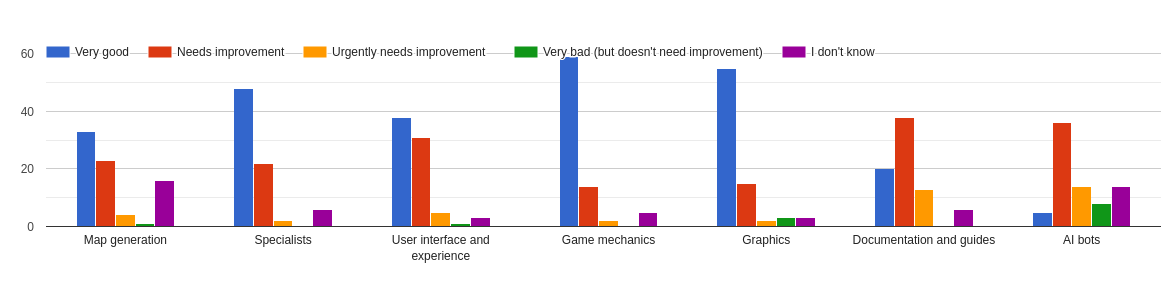 Very good
Needs improvement
Urgently needs improvement
Very bad (but doesn't need improvement)
I don't know
60
40
20
0
Map generation
Specialists
User interface and
experience
Game mechanics
Graphics
Documentation and guides
AI bots